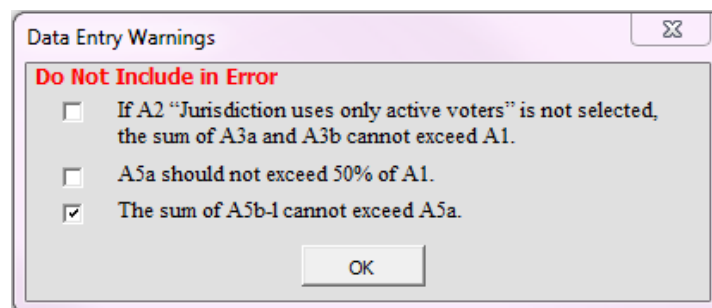 Data Entry Warnings
Do Not Include in Error
If A2 “Jurisdiction uses only active voters” is not selected,
the sum of A3a and A3b cannot exceed A1.
A5a should not exceed 50% of A1.
The sum of A5b-l cannot exceed A5a.
OK